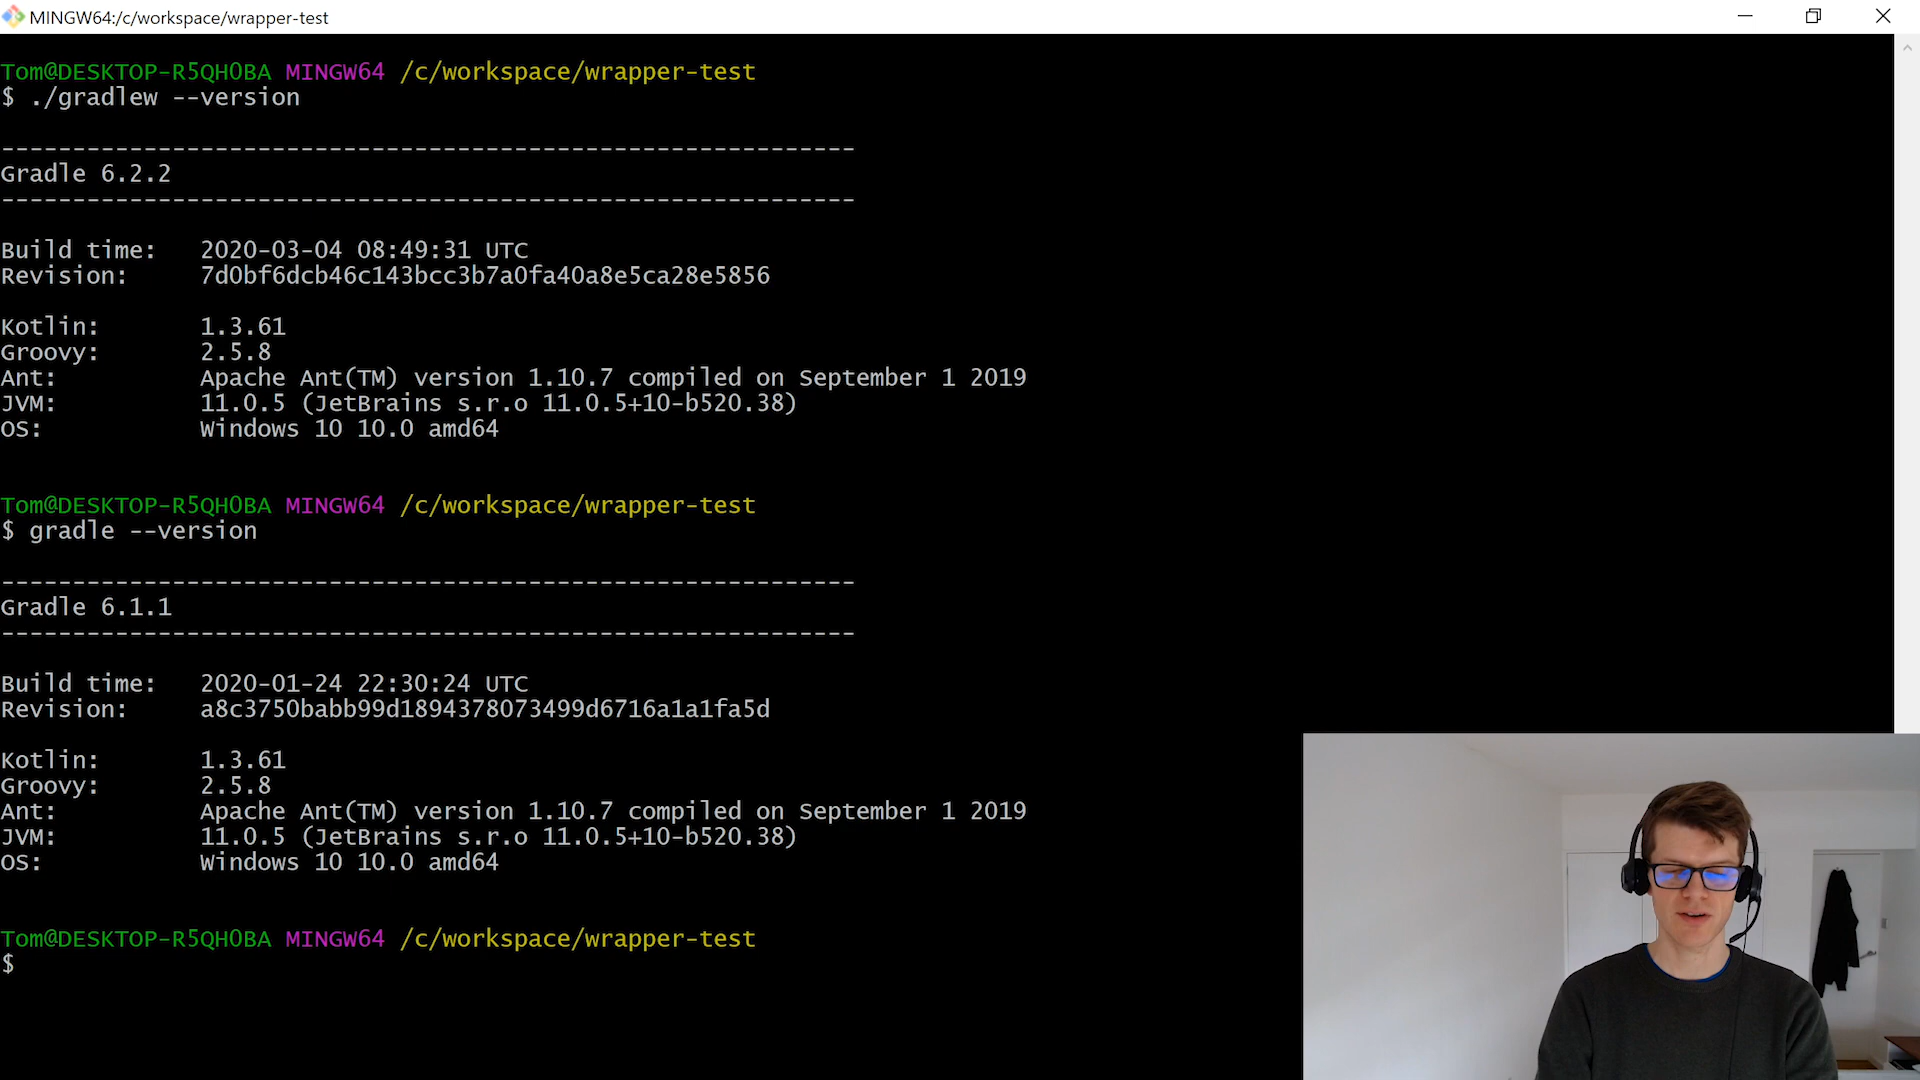 MINGW64:/c/workspace/wrapper-test
Tom@DESKTOP-R5QH0BA MINGW64 /c/workspace/wrapper-test
$ ./gradlew --version
------------------------------------------------------------
Gradle 6.2.2
------------------------------------------------------------
Build time:   2020-03-04 08:49:31 UTC
Revision:     7d0bf6dcb46c143bcc3b7a0fa40a8e5ca28e5856
Kotlin:       1.3.61
Groovy:       2.5.8
Ant:          Apache Ant(TM) version 1.10.7 compiled on September 1 2019
JVM:          11.0.5 (JetBrains s.r.o 11.0.5+10-b520.38)
OS:           Windows 10 10.0 amd64
Tom@DESKTOP-R5QH0BA MINGW64 /c/workspace/wrapper-test
$ gradle --version
------------------------------------------------------------
Gradle 6.1.1
------------------------------------------------------------
Build time:   2020-01-24 22:30:24 UTC
Revision:     a8c3750babb99d1894378073499d6716a1a1fa5d
Kotlin:       1.3.61
Groovy:       2.5.8
Ant:          Apache Ant(TM) version 1.10.7 compiled on September 1 2019
JVM:          11.0.5 (JetBrains s.r.o 11.0.5+10-b520.38)
OS:           Windows 10 10.0 amd64
Tom@DESKTOP-R5QH0BA MINGW64 /c/workspace/wrapper-test
$